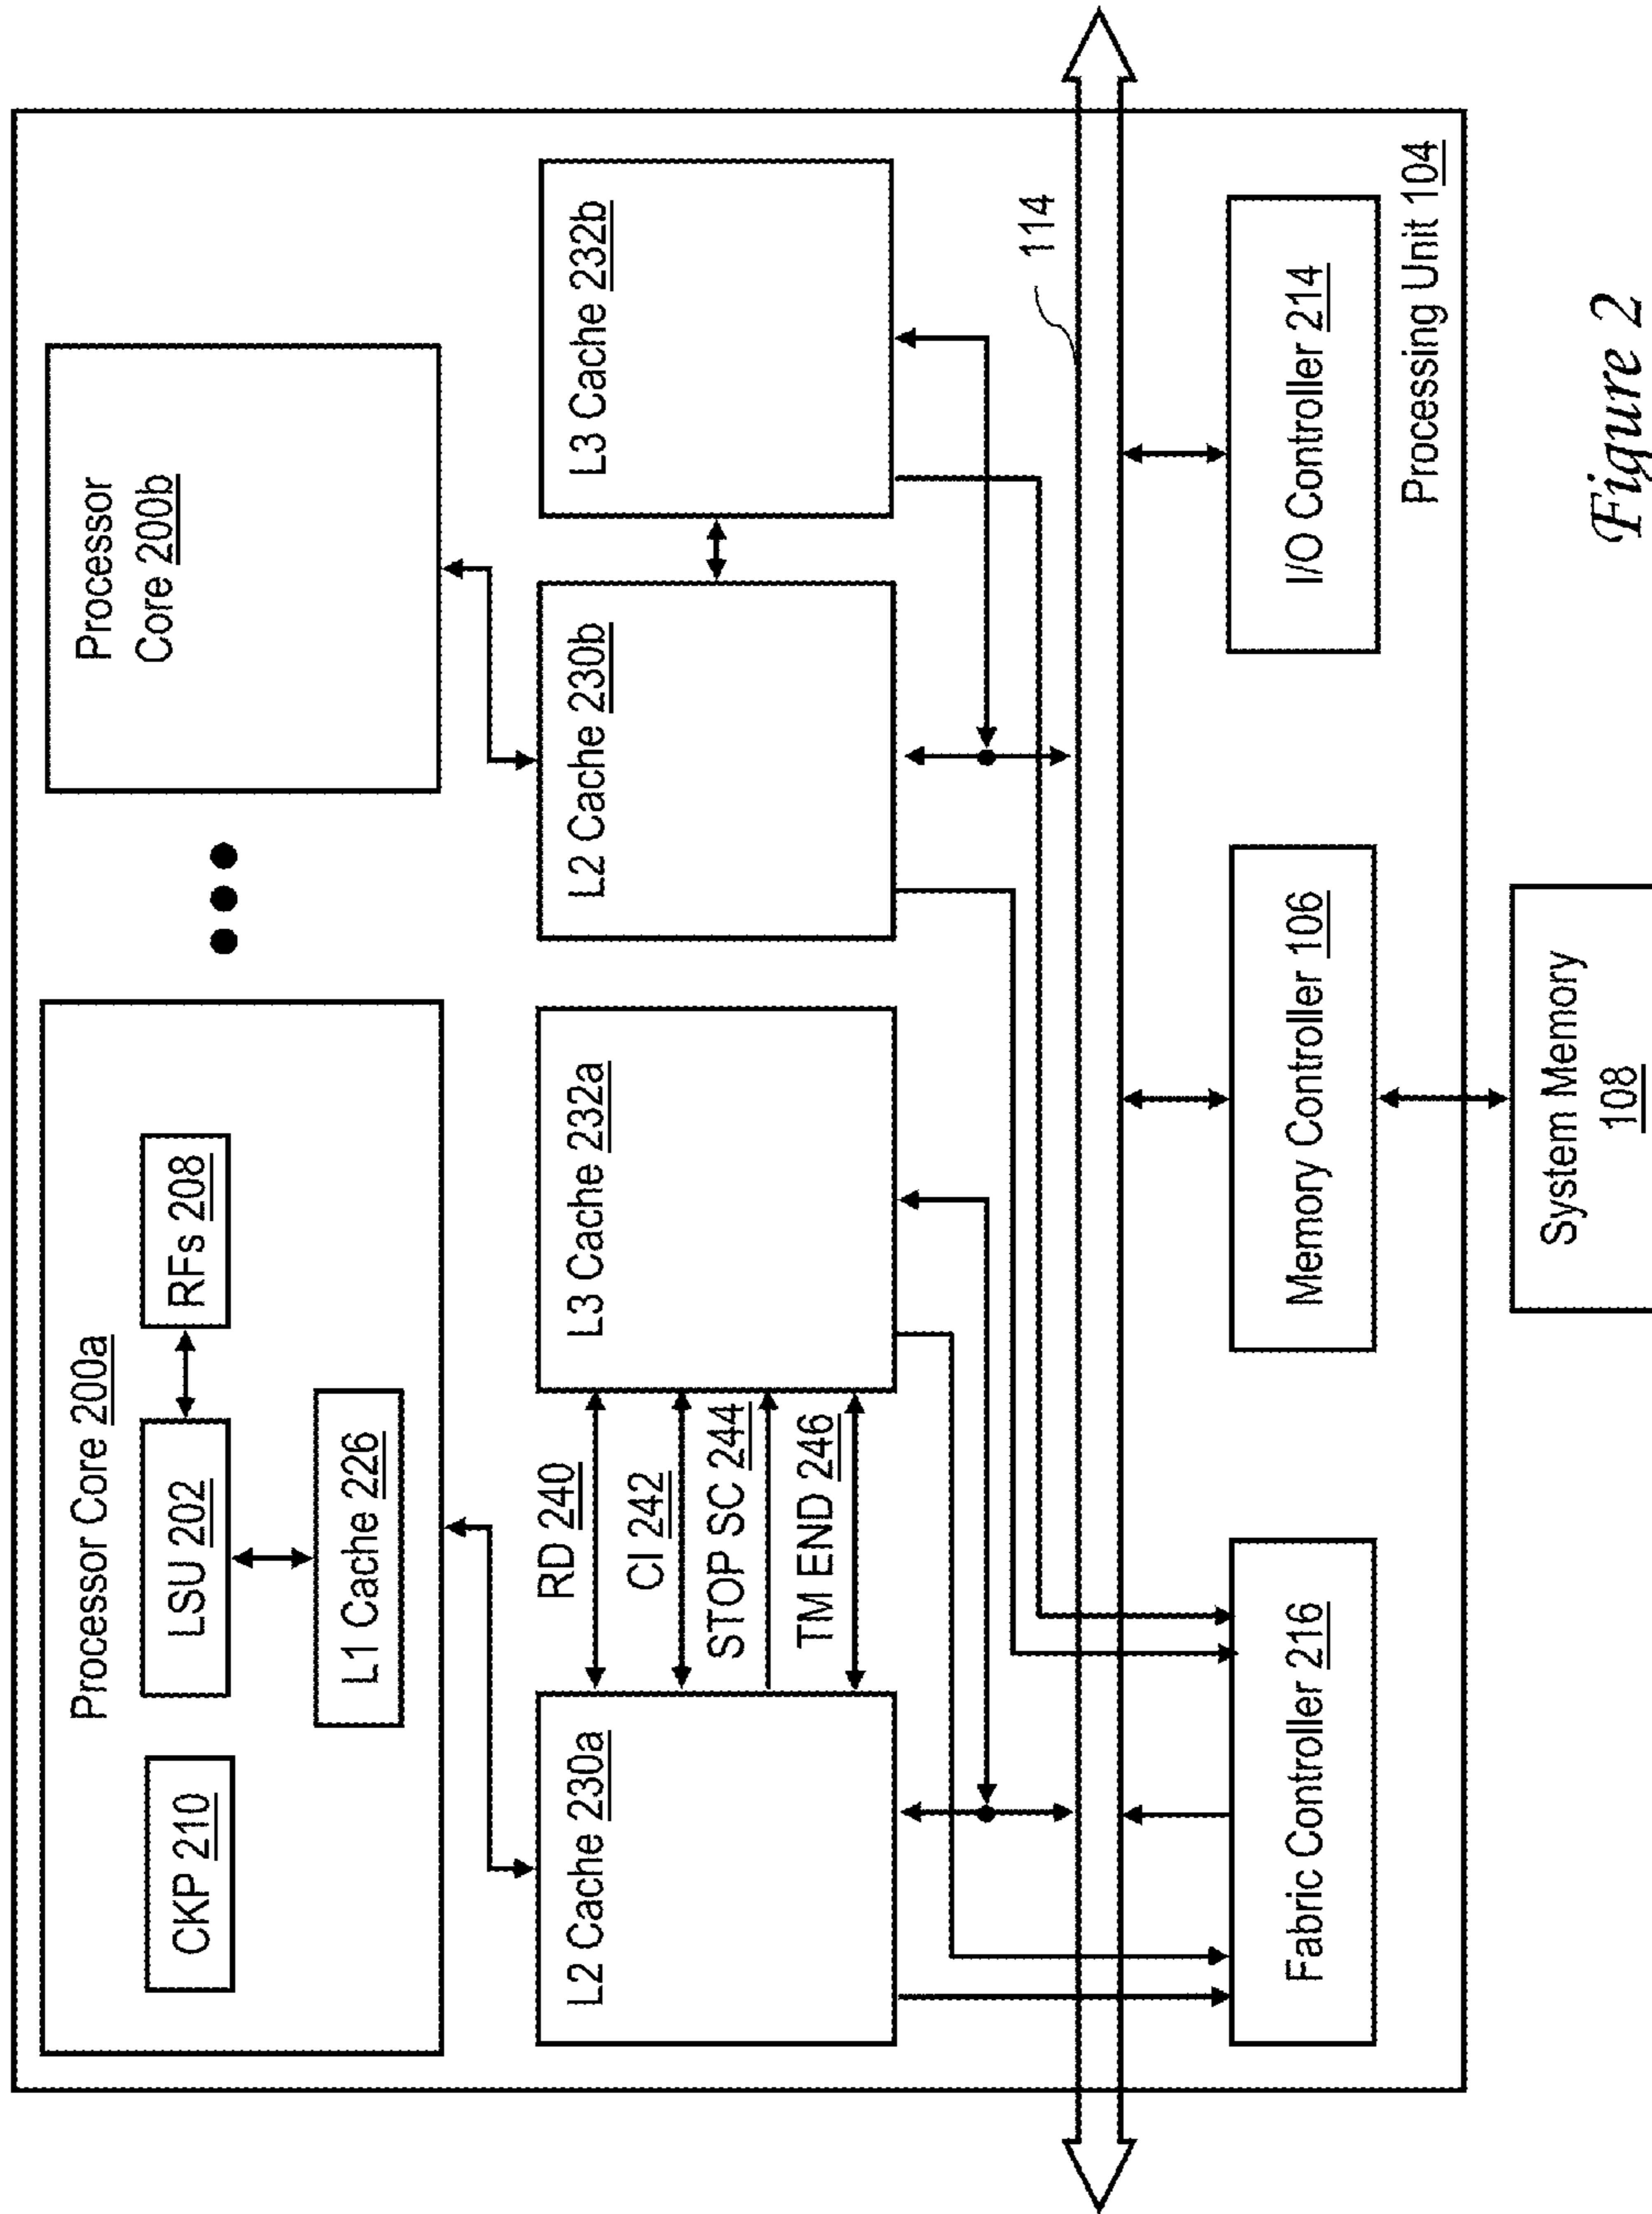 Processor Core 200a
CKP 210
LSU 202
RFs 208
L1 Cache 226
Processor
Core 200b
L2 Cache 230a
RD 240
CI 242
STOP SC 244
TM END 246
L3 Cache 232a
L2 Cache 230b
L3 Cache 232b
114
Fabric Controller 216
Memory Controller 106
I/O Controller 214
Processing Unit 104
System Memory
108
Figure 2